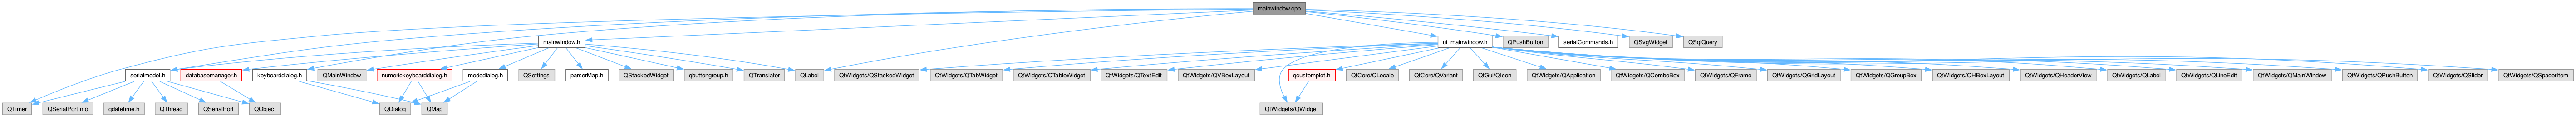 mainwindow.cpp
mainwindow.h
ui_mainwindow.h
QPushButton
serialCommands.h
QSvgWidget
QSqlQuery
serialmodel.h
databasemanager.h
keyboarddialog.h
QMainWindow
numerickeyboarddialog.h
modedialog.h
QSettings
parserMap.h
QStackedWidget
qbuttongroup.h
QTranslator
QLabel
QtWidgets/QStackedWidget
QtWidgets/QTabWidget
QtWidgets/QTableWidget
QtWidgets/QTextEdit
QtWidgets/QVBoxLayout
qcustomplot.h
QtCore/QLocale
QtCore/QVariant
QtGui/QIcon
QtWidgets/QApplication
QtWidgets/QComboBox
QtWidgets/QFrame
QtWidgets/QGridLayout
QtWidgets/QGroupBox
QtWidgets/QHBoxLayout
QtWidgets/QHeaderView
QtWidgets/QLabel
QtWidgets/QLineEdit
QtWidgets/QMainWindow
QtWidgets/QPushButton
QtWidgets/QSlider
QtWidgets/QSpacerItem
QTimer
QSerialPortInfo
qdatetime.h
QThread
QSerialPort
QObject
QDialog
QMap
QtWidgets/QWidget